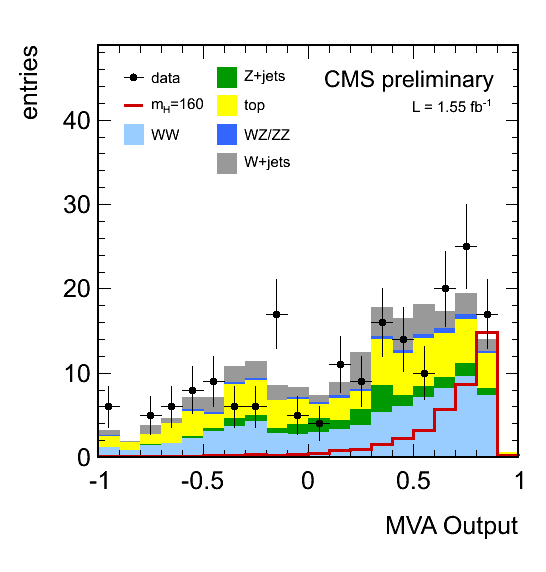 entries
40
30
20
10
0
-1
-0.5
0
0.5
1
MVA Output
data
m_H=160
WW
Z+jets
top
WZ/ZZ
W+jets
CMS preliminary
L = 1.55 fb⁻¹